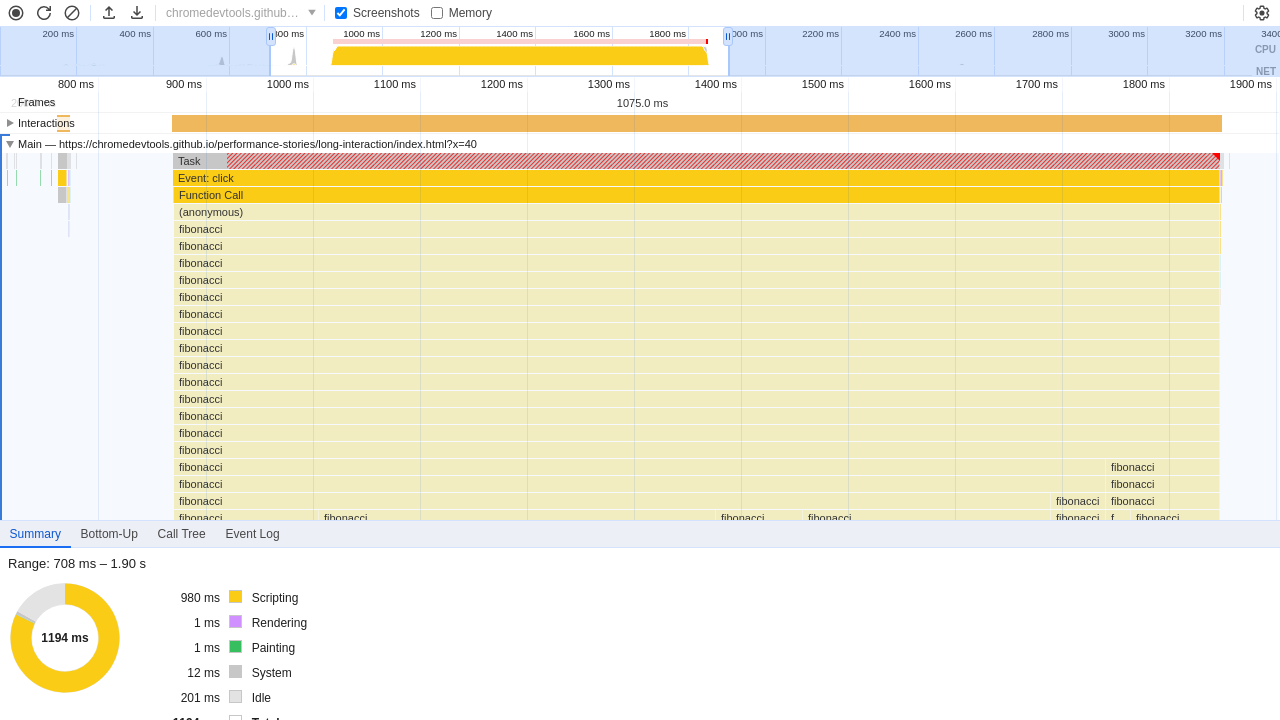 chromedevtools.github… Screenshots Memory
200 ms 400 ms 600 ms 1000 ms 1200 ms 1400 ms 1600 ms 1800 ms 2200 ms 2400 ms 2600 ms 2800 ms 3000 ms 3200 ms
CPU
NET
800 ms 900 ms 1000 ms 1100 ms 1200 ms 1300 ms 1400 ms 1500 ms 1600 ms 1700 ms 1800 ms 1900 ms
Frames 1075.0 ms
Interactions
Main — https://chromedevtools.github.io/performance-stories/long-interaction/index.html?x=40
Task
Event: click
Function Call
(anonymous)
fibonacci
fibonacci
fibonacci
fibonacci
fibonacci
fibonacci
fibonacci
fibonacci
fibonacci
fibonacci
fibonacci
fibonacci
fibonacci
fibonacci
fibonacci fibonacci
fibonacci fibonacci
fibonacci fibonacci fibonacci
fibonacci fibonacci fibonacci fibonacci fibonacci f… fibonacci
Summary Bottom-Up Call Tree Event Log
Range: 708 ms – 1.90 s
1194 ms
980 ms Scripting
1 ms Rendering
1 ms Painting
12 ms System
201 ms Idle
1194 ms Total